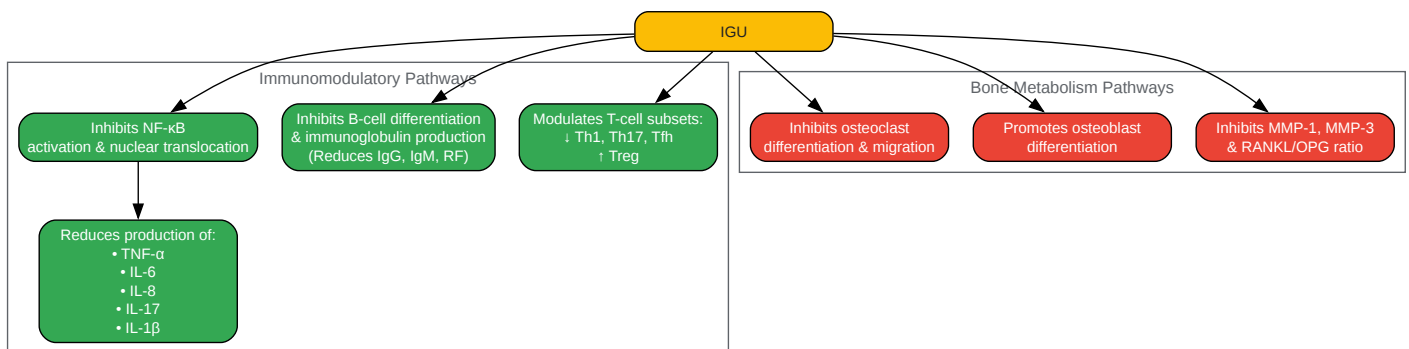 IGU
Immunomodulatory Pathways
Inhibits NF-κB
activation & nuclear translocation
Inhibits B-cell differentiation
& immunoglobulin production
(Reduces IgG, IgM, RF)
Modulates T-cell subsets:
↓ Th1, Th17, Tfh
↑ Treg
Reduces production of:
• TNF-α
• IL-6
• IL-8
• IL-17
• IL-1β
Bone Metabolism Pathways
Inhibits osteoclast
differentiation & migration
Promotes osteoblast
differentiation
Inhibits MMP-1, MMP-3
& RANKL/OPG ratio